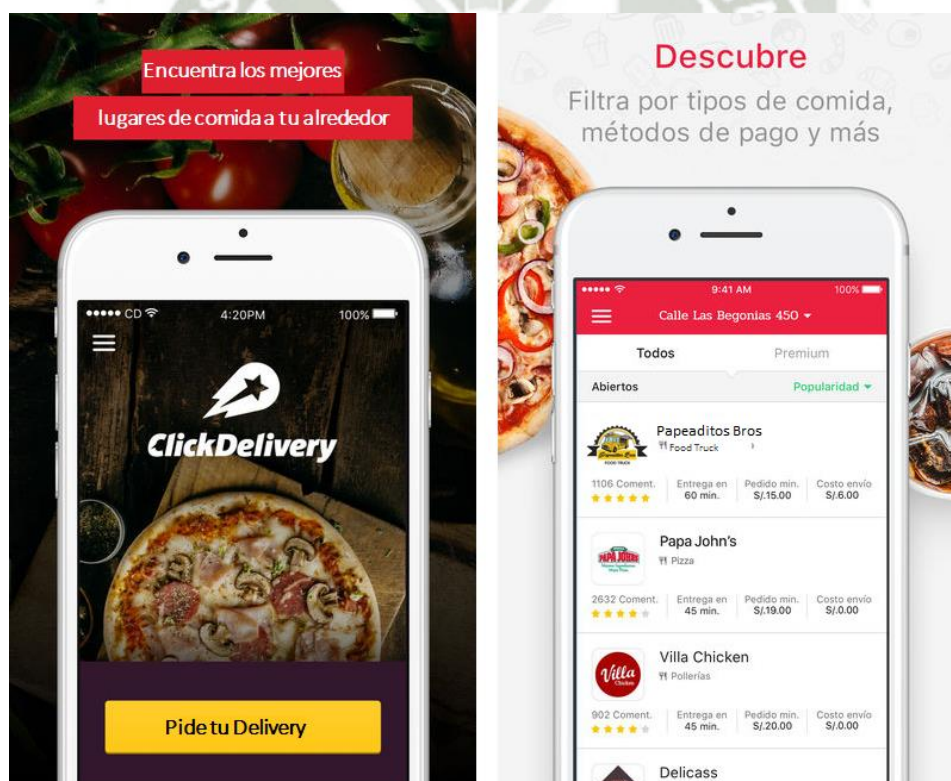 Encuentra los mejores
lugares de comida a tu alrededor
CD 4:20PM 100%
ClickDelivery
Pide tu Delivery
Descubre
Filtra por tipos de comida,
métodos de pago y más
9:41 AM 100%
Calle Las Begonias 450
Todos Premium
Abiertos Popularidad
Papeaditos Bros
Food Truck
1106 Coment. Entrega en Pedido min. Costo envío
60 min. S/.15.00 S/.6.00
PAPA JOHNS
Papa John's
Pizza
2632 Coment. Entrega en Pedido min. Costo envío
45 min. S/.19.00 S/.0.00
Villa
Chicken
Villa Chicken
Pollerías
902 Coment. Entrega en Pedido min. Costo envío
45 min. S/.20.00 S/.0.00
Delicass